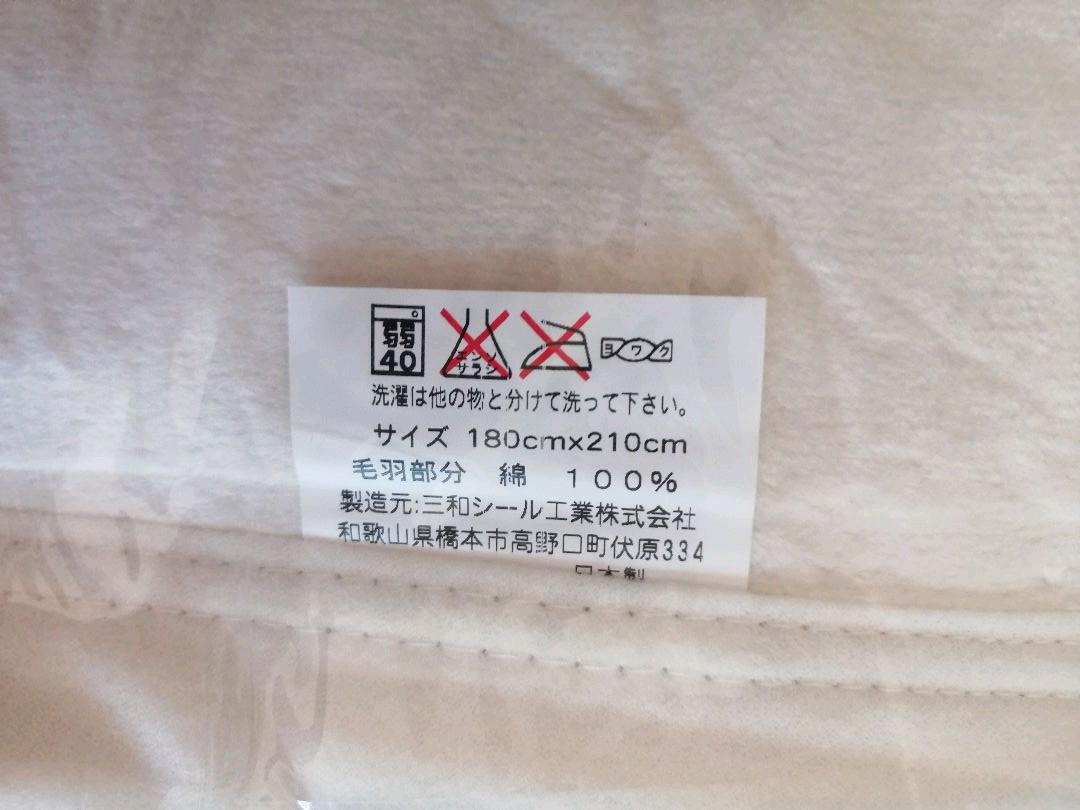 弱
40
エンソ
サラシ
ヨワク
洗濯は他の物と分けて洗って下さい。
サイズ 180cmx210cm
毛羽部分 綿 100%
製造元:三和シール工業株式会社
和歌山県橋本市高野口町伏原334
日本製